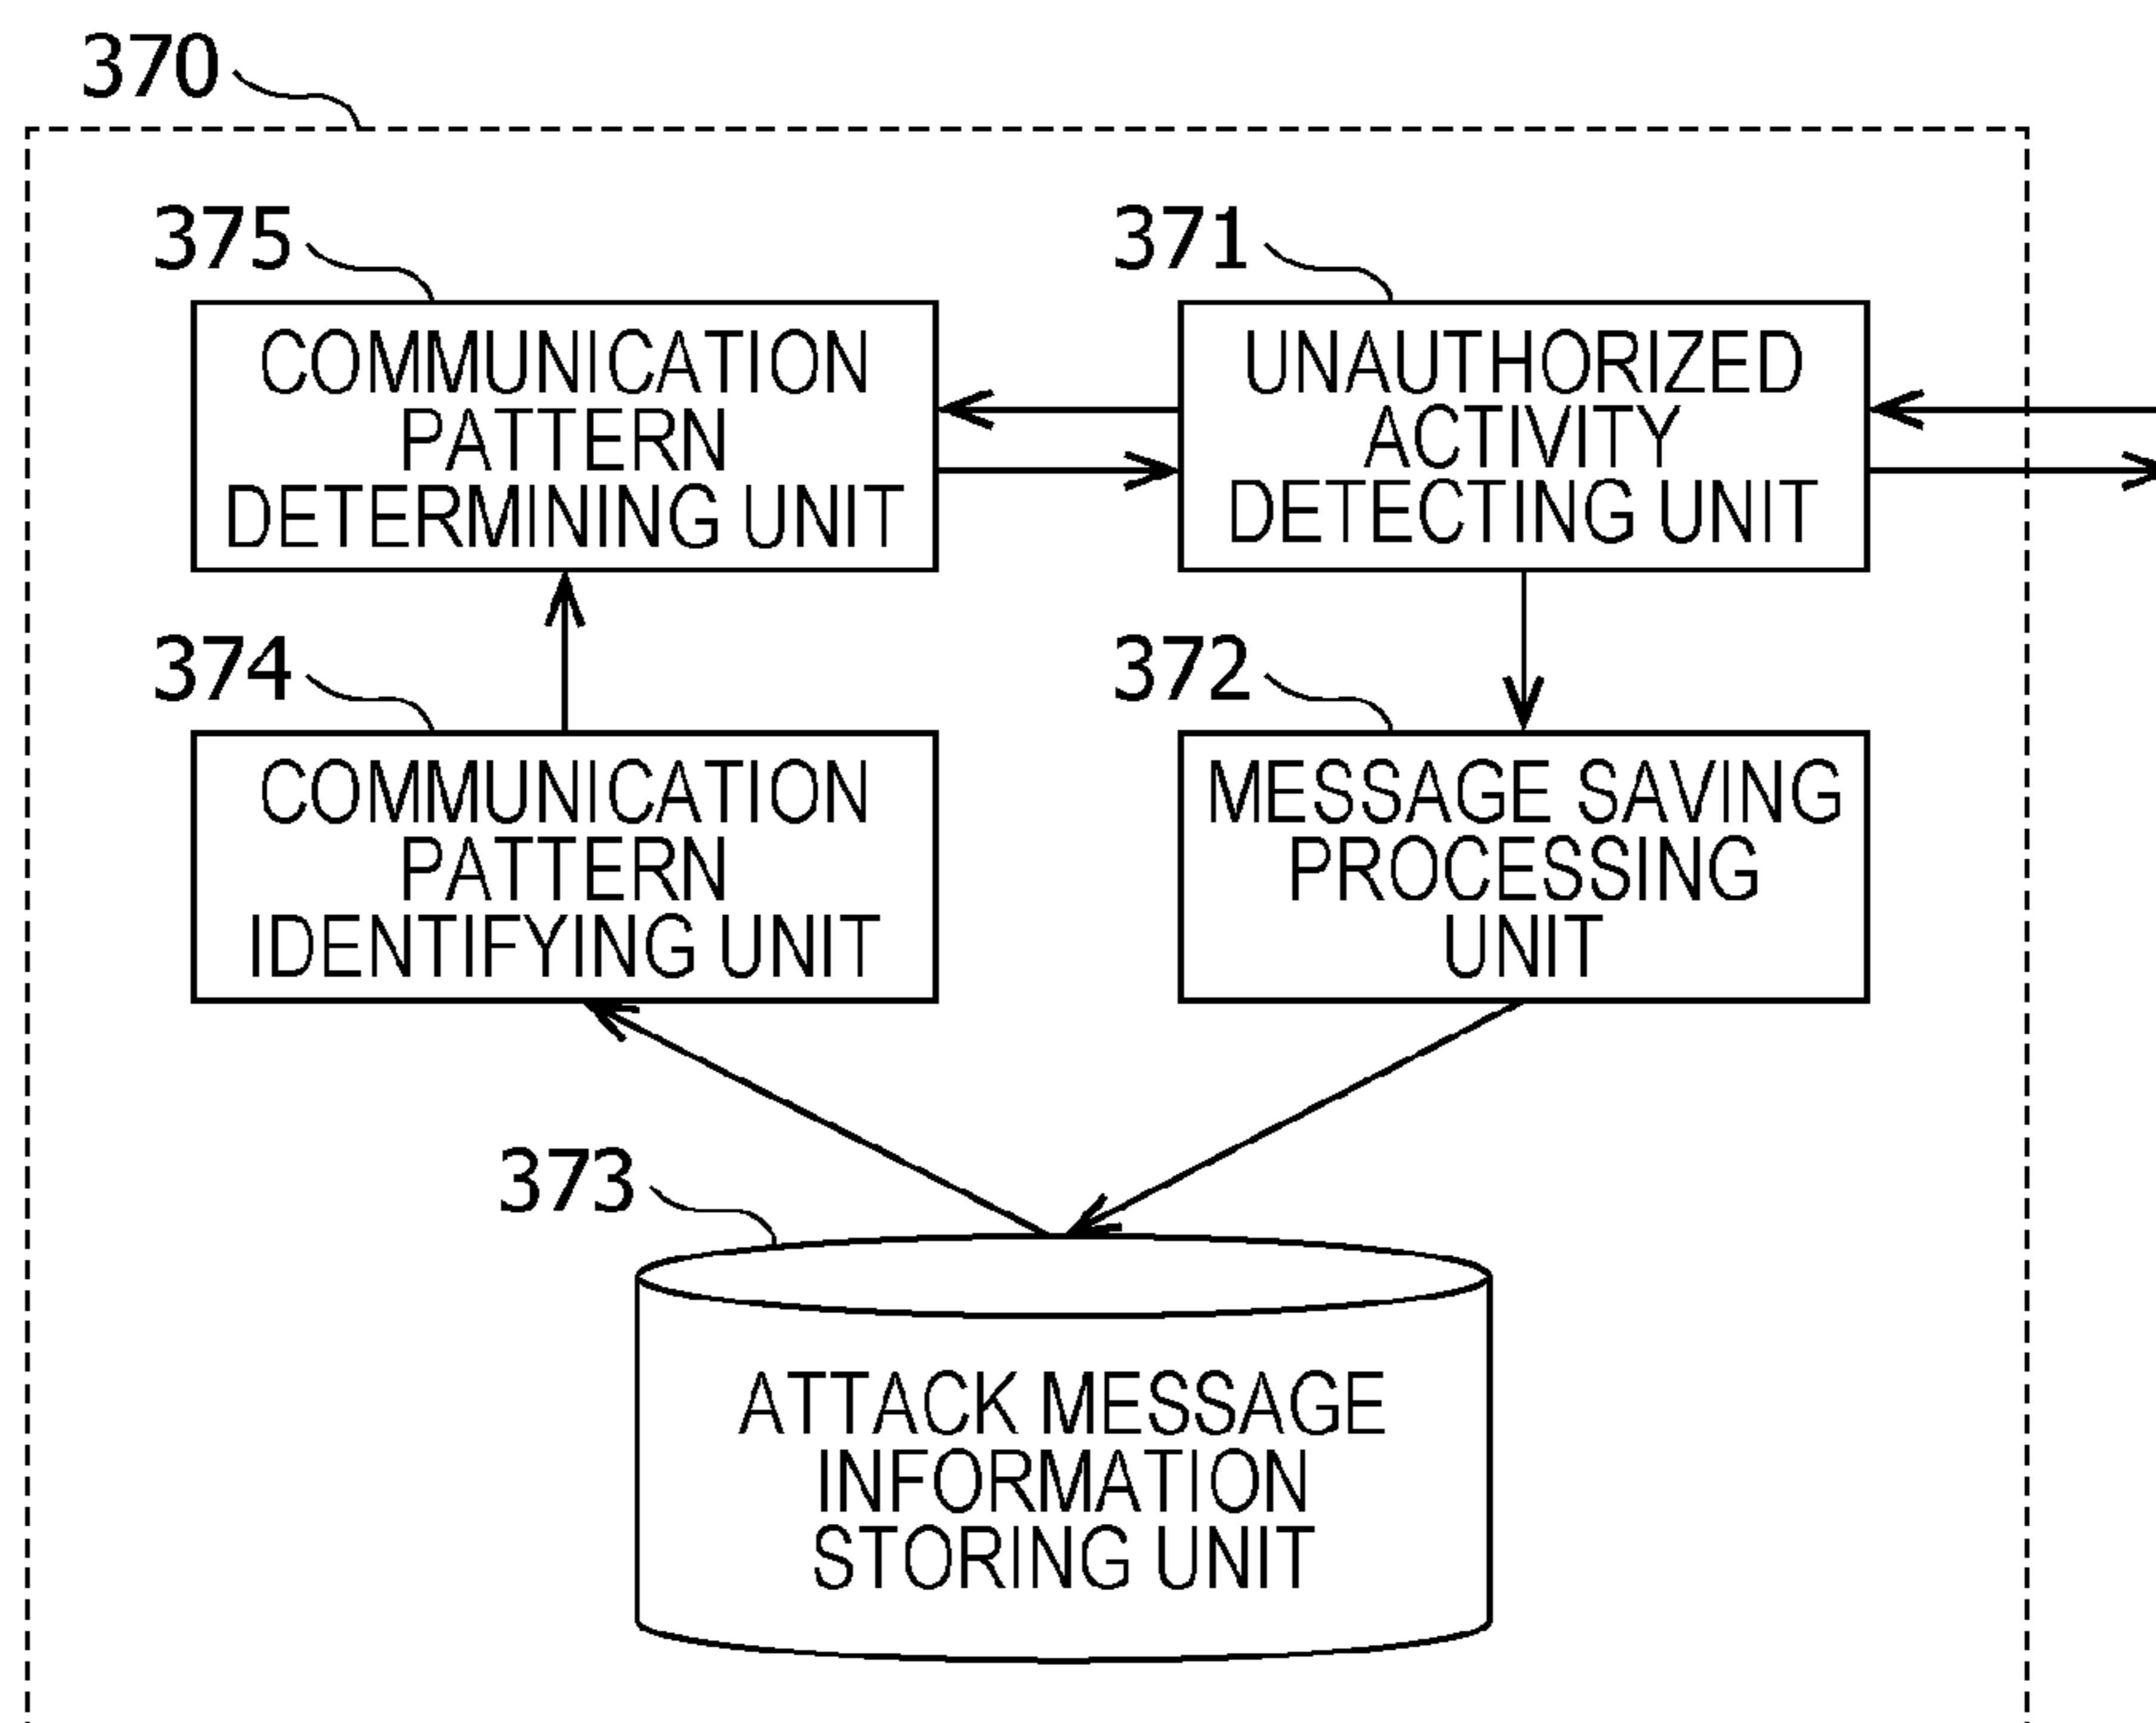 370
375
COMMUNICATION
PATTERN
DETERMINING UNIT
371
UNAUTHORIZED
ACTIVITY
DETECTING UNIT
374
COMMUNICATION
PATTERN
IDENTIFYING UNIT
372
MESSAGE SAVING
PROCESSING
UNIT
373
ATTACK MESSAGE
INFORMATION
STORING UNIT